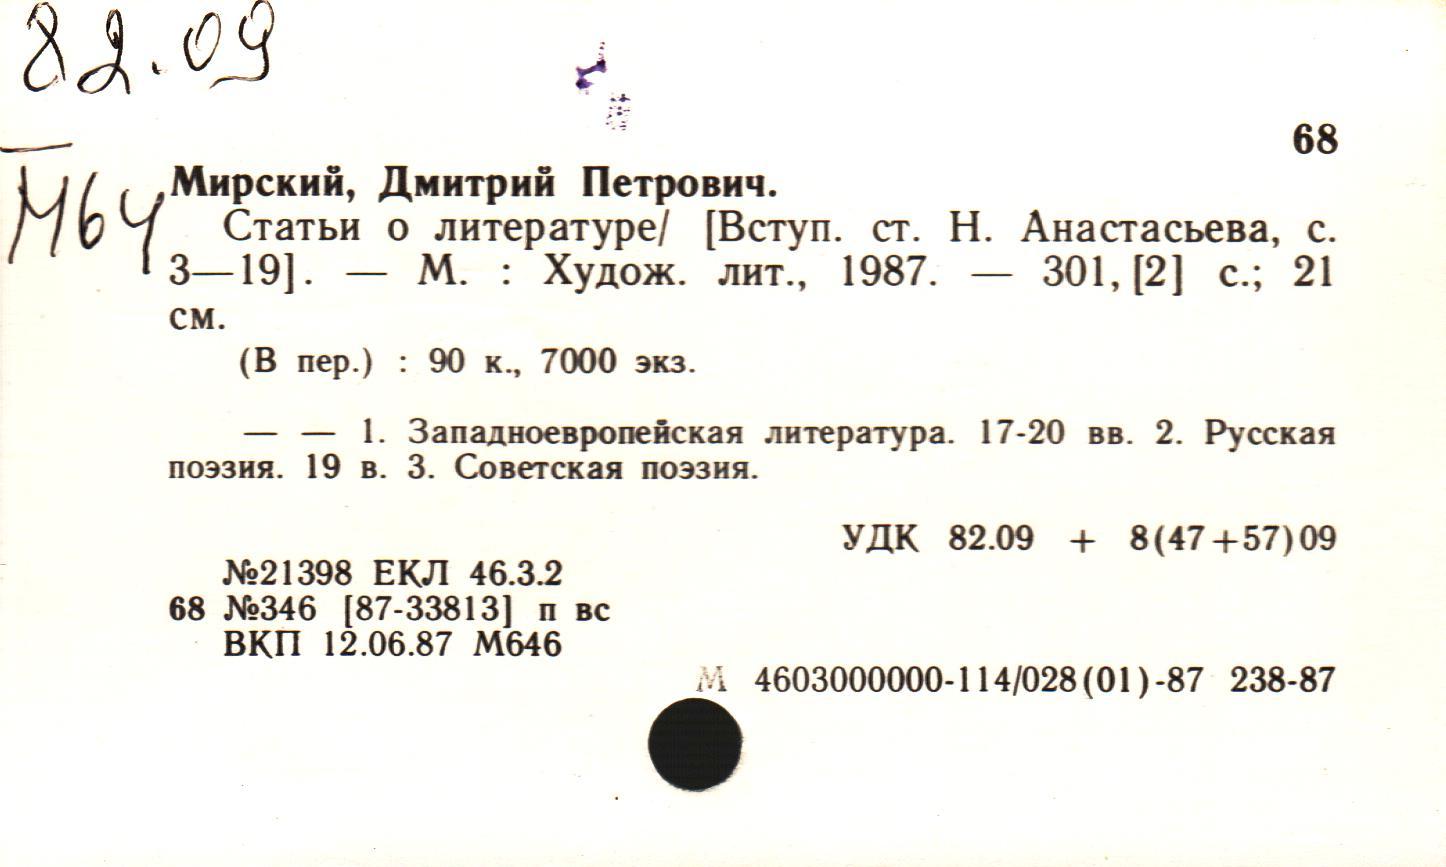 82.09
68
М64
Мирский, Дмитрий Петрович.
Статьи о литературе/ [Вступ. ст. Н. Анастасьева, с.
3—19]. — М. : Худож. лит., 1987. — 301, [2] с.; 21
см.
(В пер.) : 90 к., 7000 экз.
— — 1. Западноевропейская литература. 17-20 вв. 2. Русская
поэзия. 19 в. 3. Советская поэзия.
УДК 82.09 + 8(47+57)09
№21398 ЕКЛ 46.3.2
68 №346 [87-33813] п вс
ВКП 12.06.87 М646
М 4603000000-114/028(01)-87 238-87